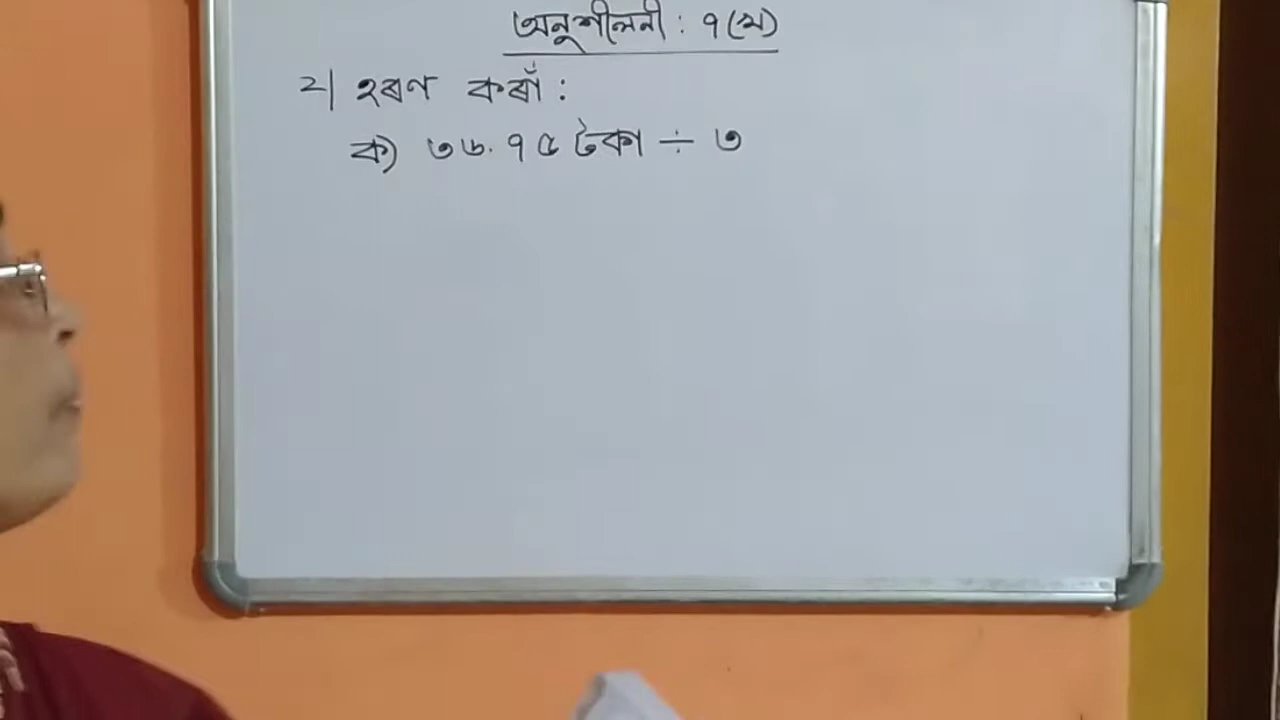 অনুশীলনী : ৭(খ)
২| হৰণ কৰাঁ :
ক) ৩৬.৭৫ টকা ÷ ৩